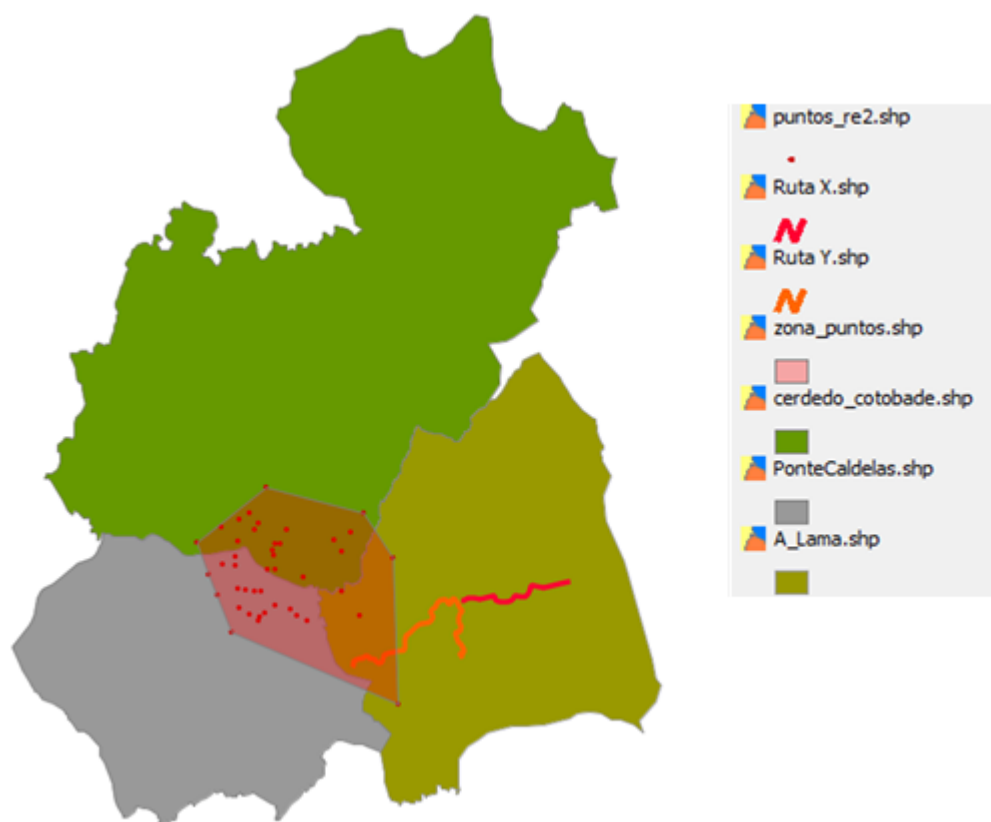 puntos_re2.shp
Ruta X.shp
Ruta Y.shp
zona_puntos.shp
cerdedo_cotobade.shp
PonteCaldelas.shp
A_Lama.shp